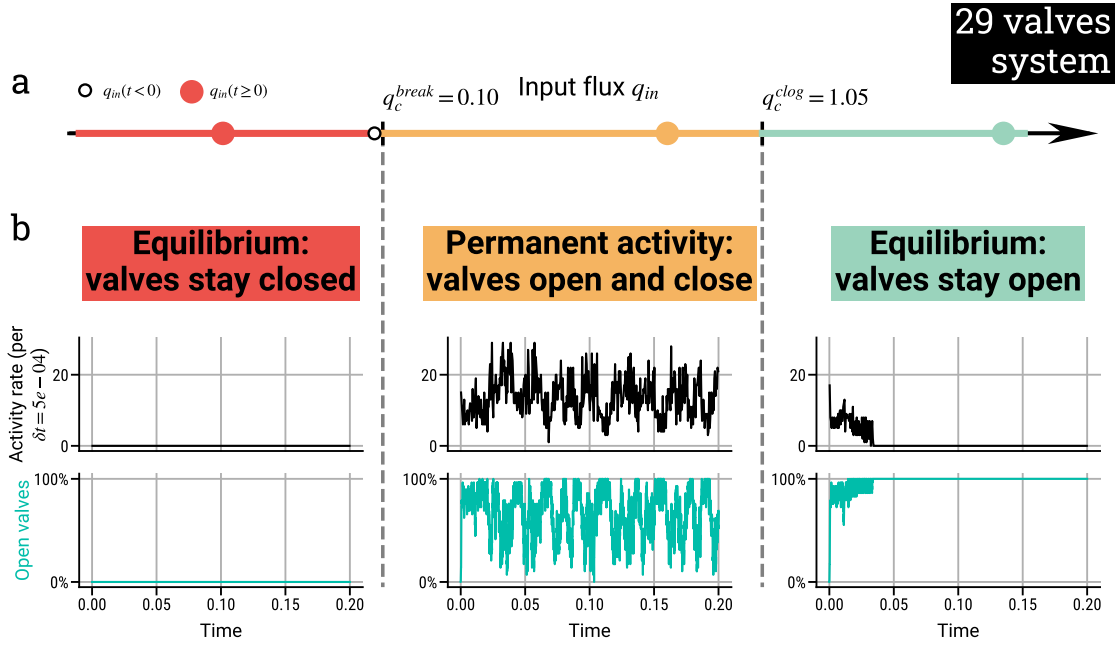 29 valves
system
a
q_in(t<0)
q_in(t≥0)
q_c^break = 0.10
Input flux q_in
q_c^clog = 1.05
b
Equilibrium:
valves stay closed
Permanent activity:
valves open and close
Equilibrium:
valves stay open
Activity rate (per
δt = 5e − 04)
20
0
20
0
20
0
Open valves
100%
0%
100%
0%
100%
0%
0.00 0.05 0.10 0.15 0.20
0.00 0.05 0.10 0.15 0.20
0.00 0.05 0.10 0.15 0.20
Time
Time
Time